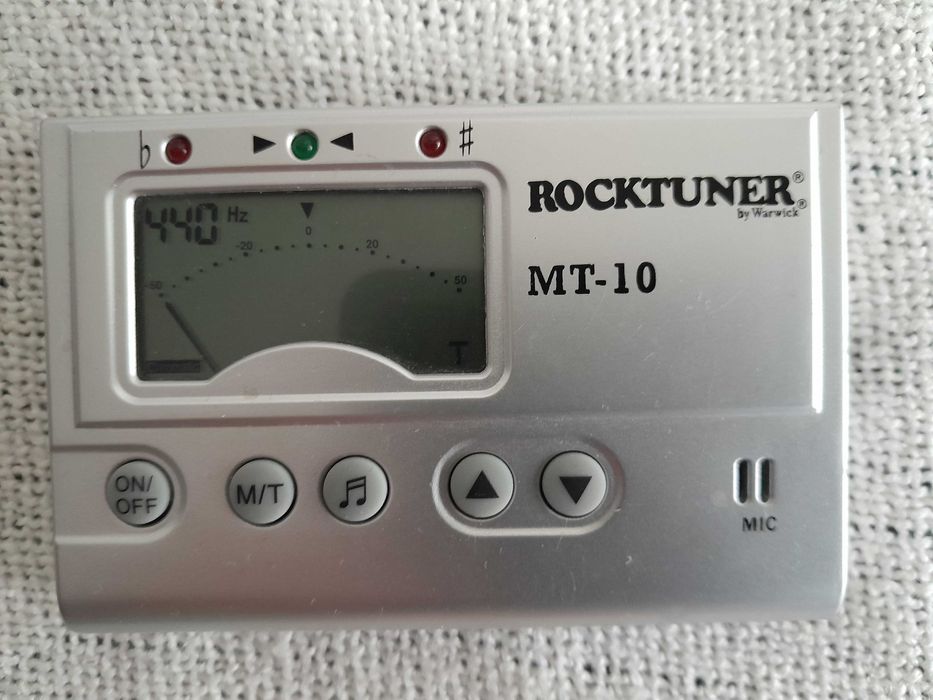 ♭ ► ◄ ♯
440 Hz
-50 -20 0 20 50
T
ROCKTUNER®
by Warwick®
MT-10
ON/
OFF
M/T
MIC